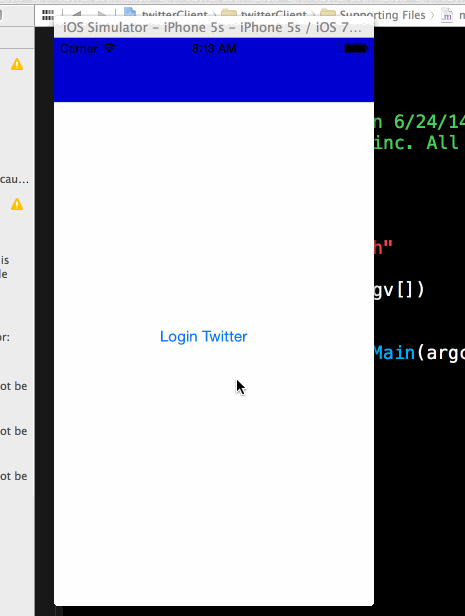 twitterClient twitterClient Supporting Files m
iOS Simulator - iPhone 5s - iPhone 5s / iOS 7...
Carrier 8:13 AM
n 6/24/14
inc. All
cau...
h"
is
le
gv[])
or:
Login Twitter
Main(argc
ot be
ot be
ot be